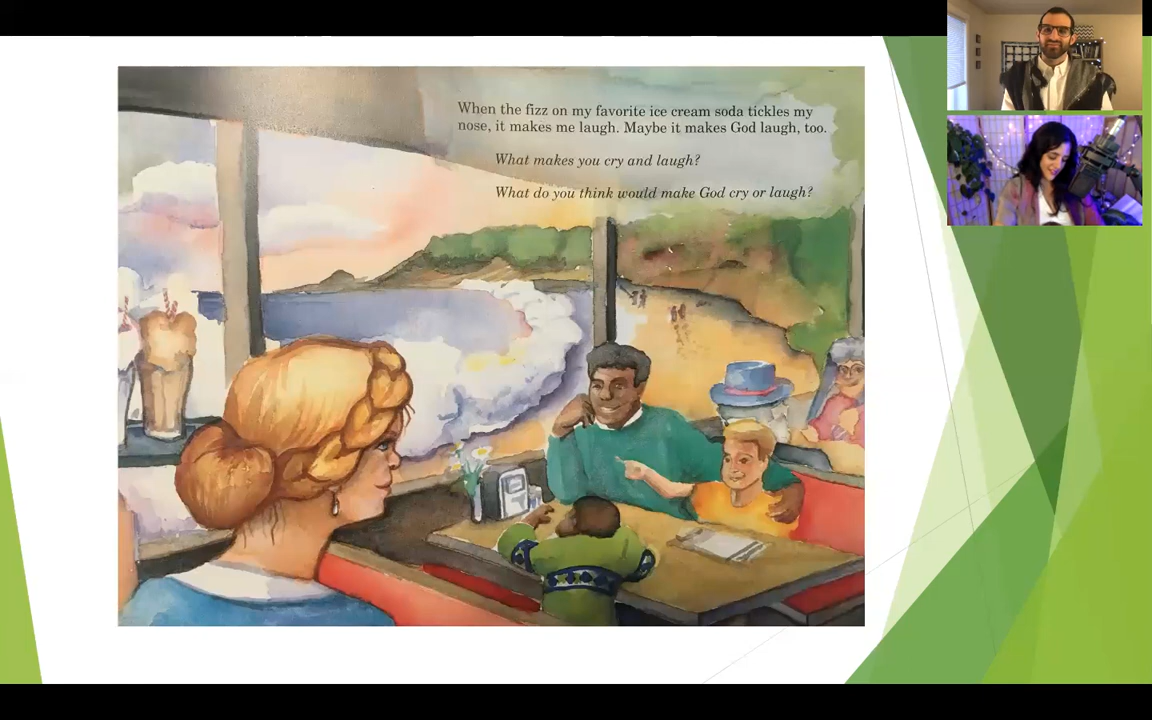 When the fizz on my favorite ice cream soda tickles my
nose, it makes me laugh. Maybe it makes God laugh, too.
What makes you cry and laugh?
What do you think would make God cry or laugh?